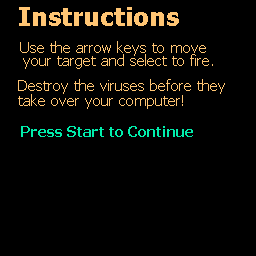 Instructions
Use the arrow keys to move
your target and select to fire.
Destroy the viruses before they
take over your computer!
Press Start to Continue